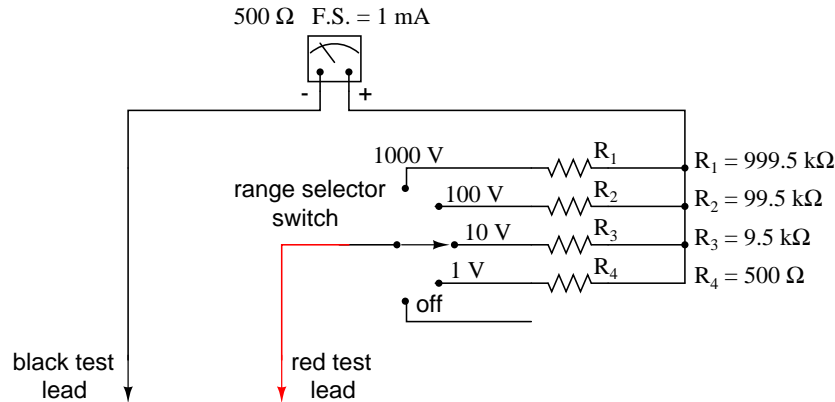 500 Ω F.S. = 1 mA
- +
1000 V R₁ R₁ = 999.5 kΩ
range selector
switch
100 V R₂ R₂ = 99.5 kΩ
10 V R₃ R₃ = 9.5 kΩ
1 V R₄ R₄ = 500 Ω
off
black test
lead
red test
lead